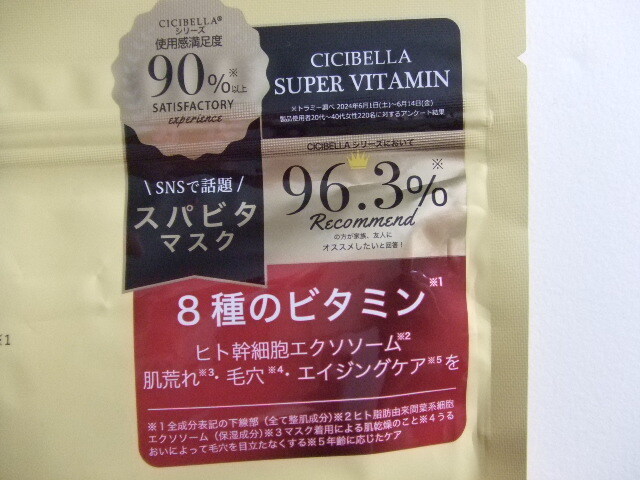 CICIBELLA®
シリーズ
使用感満足度
90%※以上
SATISFACTORY
experience
\ SNSで話題 /
スパビタ
マスク
CICIBELLA
SUPER VITAMIN
※トラミー調べ 2024年6月1日(土)~6月14日(金)
製品使用者20代~40代女性220名に対するアンケート結果
CICIBELLAシリーズにおいて
96.3%※
Recommend
の方が家族、友人に
オススメしたいと回答!
8種のビタミン※1
ヒト幹細胞エクソソーム※2
肌荒れ※3・毛穴※4・エイジングケア※5を
※1全成分表記の下線部（全て整肌成分）※2ヒト脂肪由来間葉系細胞
エクソソーム（保湿成分）※3マスク着用による肌乾燥のこと※4うる
おいによって毛穴を目立たなくする※5年齢に応じたケア